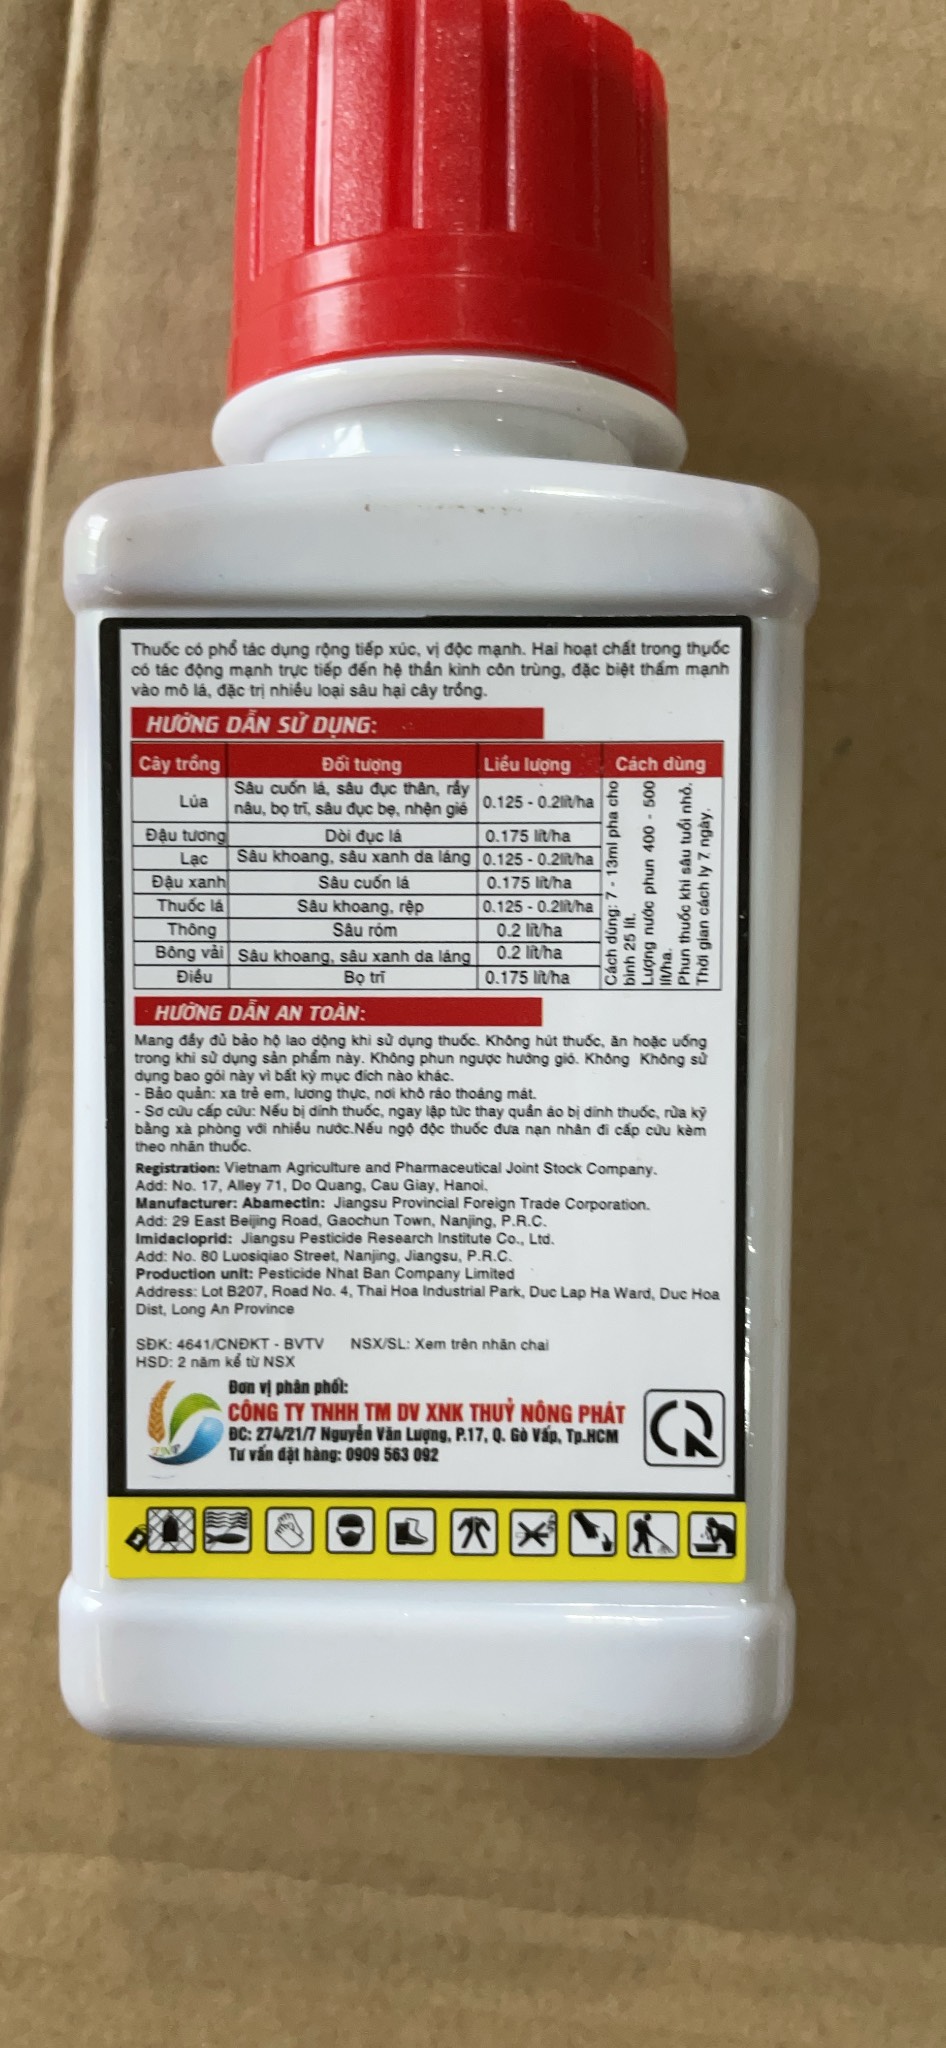 Thuốc có phổ tác dụng rộng tiếp xúc, vị độc mạnh. Hai hoạt chất trong thuốc
có tác động mạnh trực tiếp đến hệ thần kinh côn trùng, đặc biệt thấm mạnh
vào mô lá, đặc trị nhiều loại sâu hại cây trồng.
HƯỚNG DẪN SỬ DỤNG:
Cây trồng Đối tượng Liều lượng Cách dùng
Lúa Sâu cuốn lá, sâu đục thân, rầy nâu, bọ trĩ, sâu đục bẹ, nhện gié 0.125 - 0.2lít/ha
Đậu tương Dòi đục lá 0.175 lít/ha
Lạc Sâu khoang, sâu xanh da láng 0.125 - 0.2lít/ha
Đậu xanh Sâu cuốn lá 0.175 lít/ha
Thuốc lá Sâu khoang, rệp 0.125 - 0.2lít/ha
Thông Sâu róm 0.2 lít/ha
Bông vải Sâu khoang, sâu xanh da láng 0.2 lít/ha
Điều Bọ trĩ 0.175 lít/ha
Cách dùng: 7 - 13ml pha cho
bình 25 lít.
Lượng nước phun 400 - 500
lít/ha.
Phun thuốc khi sâu tuổi nhỏ.
Thời gian cách ly 7 ngày.
HƯỚNG DẪN AN TOÀN:
Mang đầy đủ bảo hộ lao động khi sử dụng thuốc. Không hút thuốc, ăn hoặc uống
trong khi sử dụng sản phẩm này. Không phun ngược hướng gió. Không Không sử
dụng bao gói này vì bất kỳ mục đích nào khác.
- Bảo quản: xa trẻ em, lương thực, nơi khô ráo thoáng mát.
- Sơ cứu cấp cứu: Nếu bị dính thuốc, ngay lập tức thay quần áo bị dính thuốc, rửa kỹ
bằng xà phòng với nhiều nước.Nếu ngộ độc thuốc đưa nạn nhân đi cấp cứu kèm
theo nhãn thuốc.
Registration: Vietnam Agriculture and Pharmaceutical Joint Stock Company.
Add: No. 17, Alley 71, Do Quang, Cau Giay, Hanoi.
Manufacturer: Abamectin: Jiangsu Provincial Foreign Trade Corporation.
Add: 29 East Beijing Road, Gaochun Town, Nanjing, P.R.C.
Imidacloprid: Jiangsu Pesticide Research Institute Co., Ltd.
Add: No. 80 Luosiqiao Street, Nanjing, Jiangsu, P.R.C.
Production unit: Pesticide Nhat Ban Company Limited
Address: Lot B207, Road No. 4, Thai Hoa Industrial Park, Duc Lap Ha Ward, Duc Hoa
Dist, Long An Province
SĐK: 4641/CNĐKT - BVTV NSX/SL: Xem trên nhãn chai
HSD: 2 năm kể từ NSX
Đơn vị phân phối:
CÔNG TY TNHH TM DV XNK THUỶ NÔNG PHÁT
ĐC: 274/21/7 Nguyễn Văn Lượng, P.17, Q. Gò Vấp, Tp.HCM
Tư vấn đặt hàng: 0909 563 092